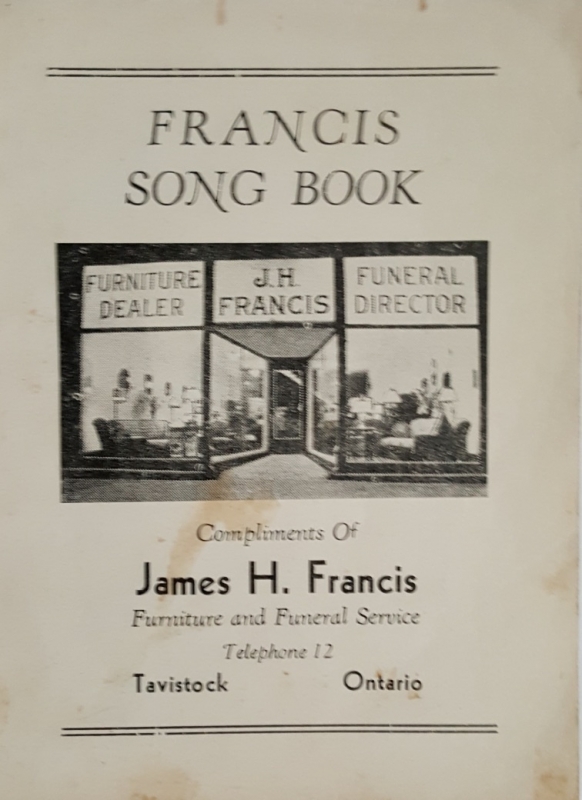 FRANCIS
SONG BOOK
FURNITURE
DEALER
J.H.
FRANCIS
FUNERAL
DIRECTOR
Compliments Of
James H. Francis
Furniture and Funeral Service
Telephone 12
Tavistock Ontario